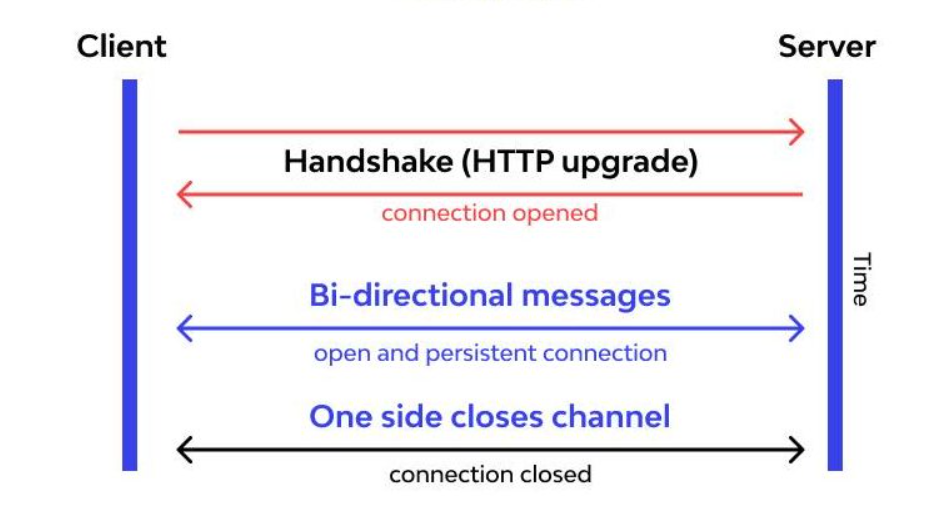 Client
Server
Handshake (HTTP upgrade)
connection opened
Time
Bi-directional messages
open and persistent connection
One side closes channel
connection closed